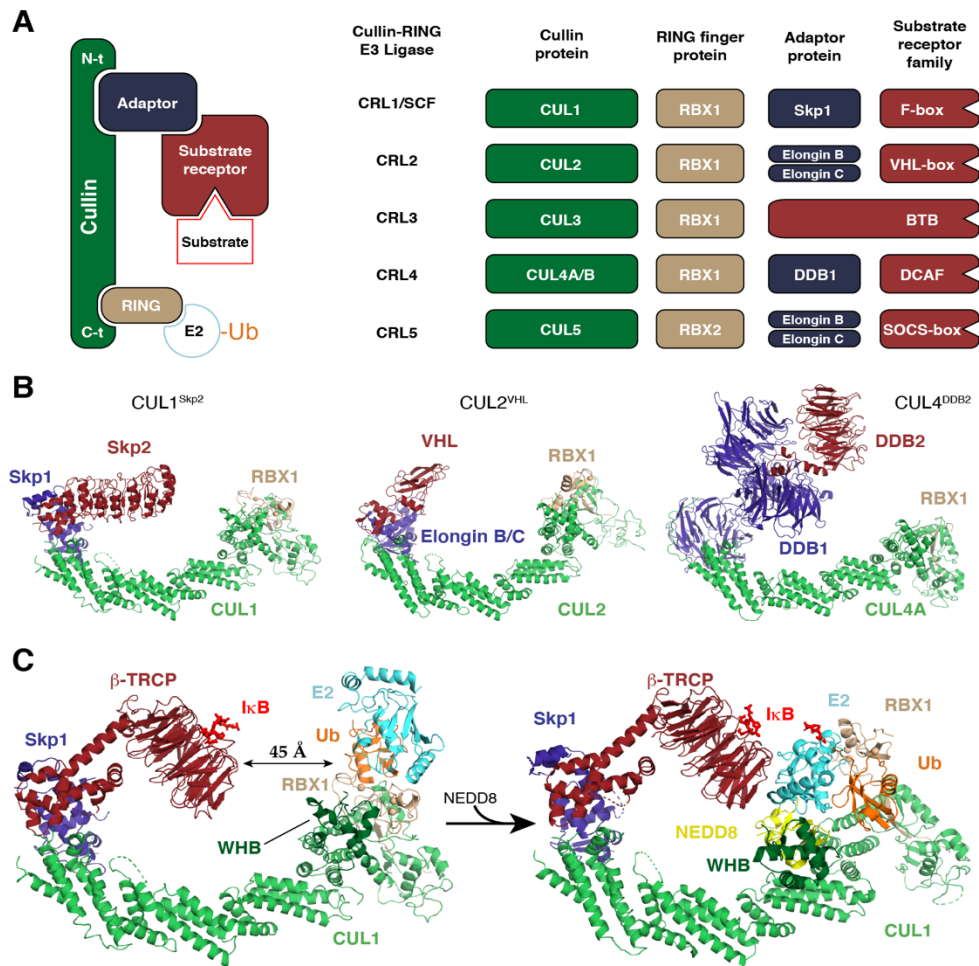 A
N-t
Adaptor
Substrate
receptor
Substrate
Cullin
RING
E2
-Ub
C-t
Cullin-RING
E3 Ligase
Cullin
protein
RING finger
protein
Adaptor
protein
Substrate
receptor
family
CRL1/SCF
CUL1
RBX1
Skp1
F-box
CRL2
CUL2
RBX1
Elongin B
Elongin C
VHL-box
CRL3
CUL3
RBX1
BTB
CRL4
CUL4A/B
RBX1
DDB1
DCAF
CRL5
CUL5
RBX2
Elongin B
Elongin C
SOCS-box
B
CUL1Skp2
Skp2
Skp1
RBX1
CUL1
CUL2VHL
VHL
RBX1
Elongin B/C
CUL2
CUL4DDB2
DDB2
RBX1
DDB1
CUL4A
C
β-TRCP
E2
IκB
Skp1
Ub
45 Å
RBX1
WHB
CUL1
NEDD8
β-TRCP
E2
RBX1
IκB
Skp1
Ub
NEDD8
WHB
CUL1